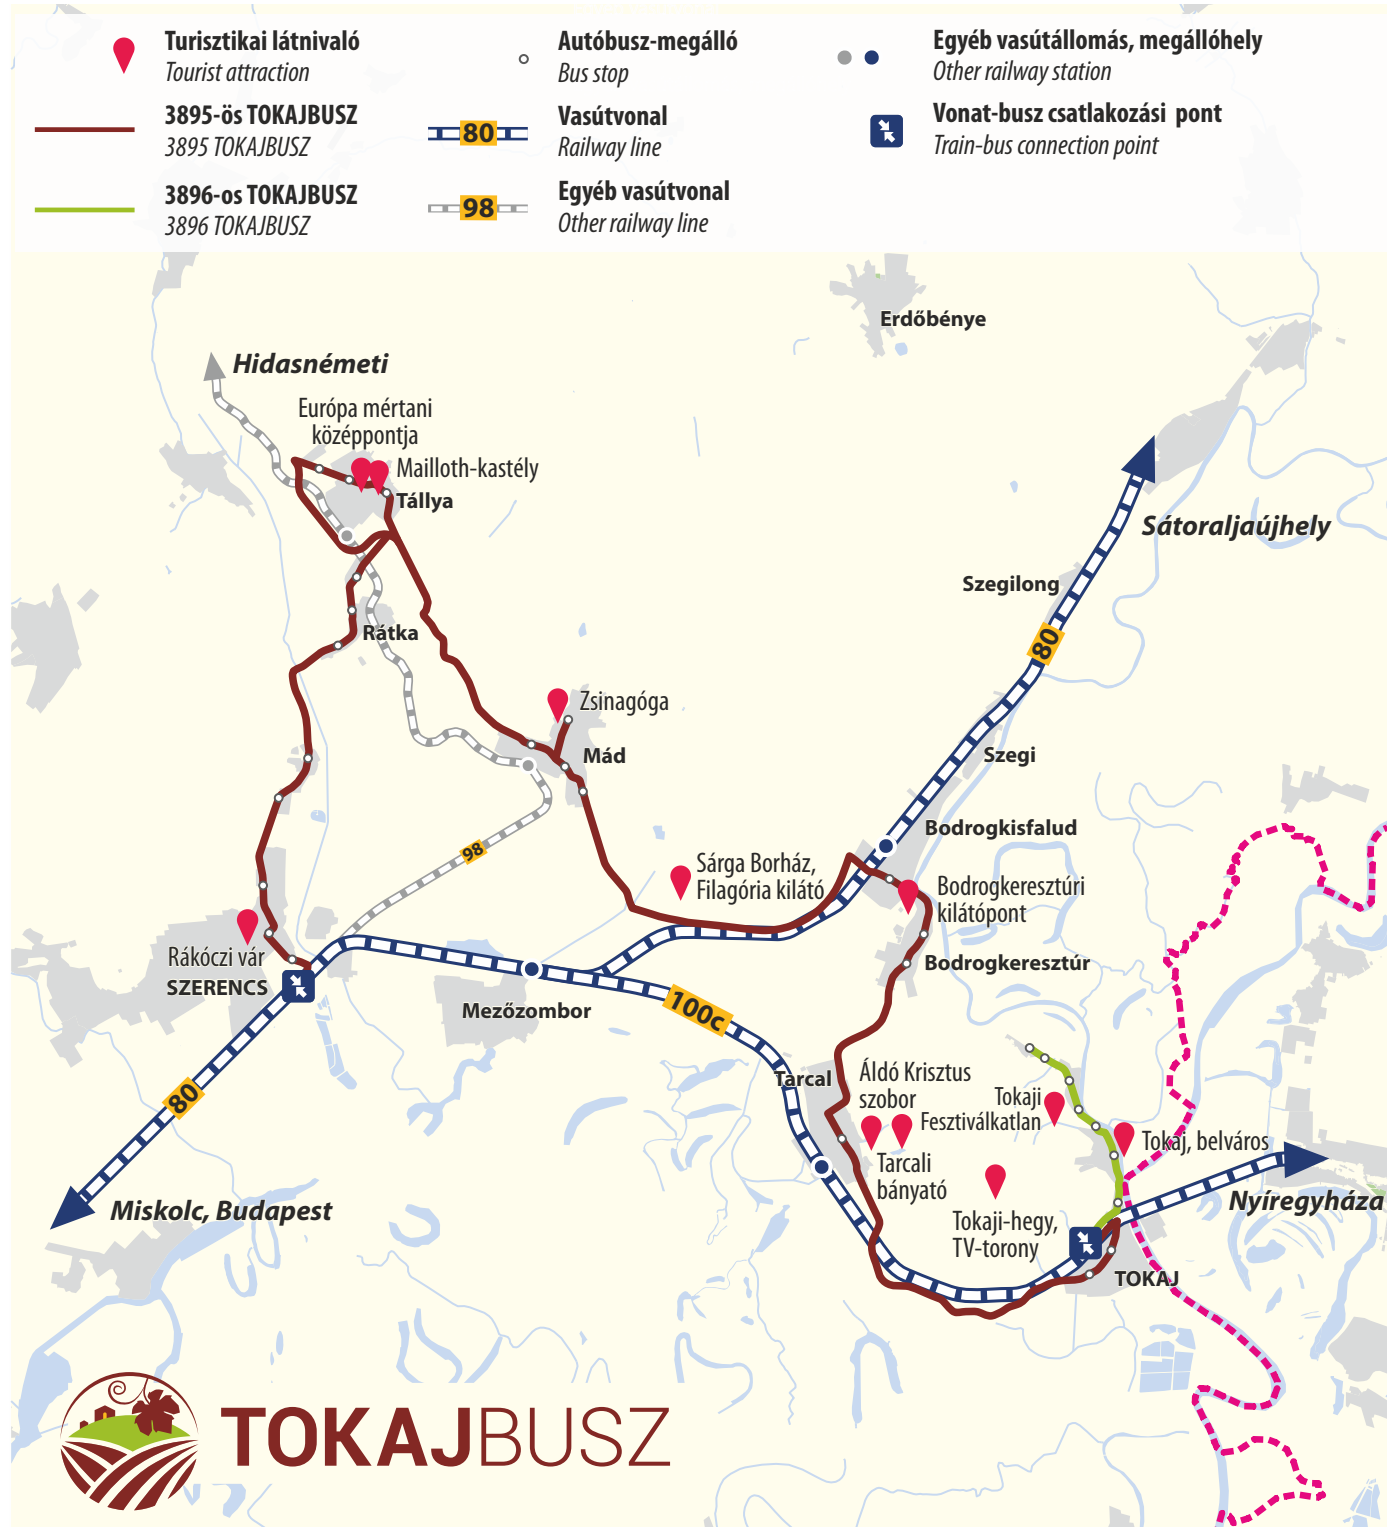 Turisztikai látnivaló
Tourist attraction
3895-ös TOKAJBUSZ
3895 TOKAJBUSZ
3896-os TOKAJBUSZ
3896 TOKAJBUSZ
Autóbusz-megálló
Bus stop
80
Vasútvonal
Railway line
98
Egyéb vasútvonal
Other railway line
Egyéb vasútállomás, megállóhely
Other railway station
Vonat-busz csatlakozási pont
Train-bus connection point
Erdőbénye
Hidasnémeti
Európa mértani
középpontja
Mailloth-kastély
Tállya
Sátoraljaújhely
Szegilong
80
Rátka
Zsinagóga
Mád
Szegi
Bodrogkisfalud
98
Sárga Borház,
Filagória kilátó
Bodrogkeresztúri
kilátópont
Bodrogkeresztúr
Rákóczi vár
SZERENCS
Mezőzombor
100c
80
Tarcal
Áldó Krisztus
szobor
Tokaji
Fesztiválkatlan
Tokaj, belváros
Tarcali
bányató
Nyíregyháza
Miskolc, Budapest
Tokaji-hegy,
TV-torony
TOKAJ
TOKAJBUSZ